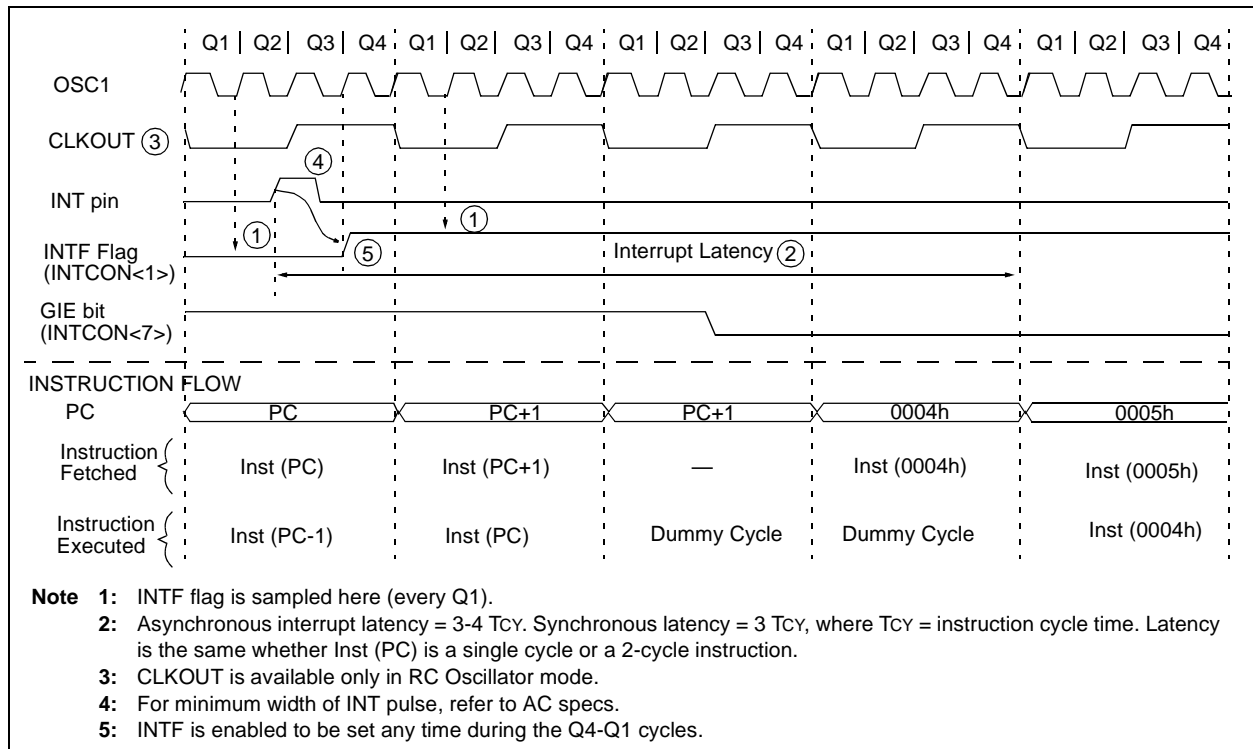 Q1 | Q2 | Q3 | Q4 Q1 | Q2 | Q3 | Q4 Q1 | Q2 | Q3 | Q4 Q1 | Q2 | Q3 | Q4 Q1 | Q2 | Q3 | Q4
OSC1
CLKOUT ③
④
INT pin
① ①
INTF Flag
(INTCON<1>)
⑤
Interrupt Latency ②
GIE bit
(INTCON<7>)
INSTRUCTION FLOW
PC PC PC+1 PC+1 0004h 0005h
Instruction
Fetched
Inst (PC) Inst (PC+1) — Inst (0004h) Inst (0005h)
Instruction
Executed
Inst (PC-1) Inst (PC) Dummy Cycle Dummy Cycle Inst (0004h)
Note 1: INTF flag is sampled here (every Q1).
2: Asynchronous interrupt latency = 3-4 TCY. Synchronous latency = 3 TCY, where TCY = instruction cycle time. Latency
is the same whether Inst (PC) is a single cycle or a 2-cycle instruction.
3: CLKOUT is available only in RC Oscillator mode.
4: For minimum width of INT pulse, refer to AC specs.
5: INTF is enabled to be set any time during the Q4-Q1 cycles.